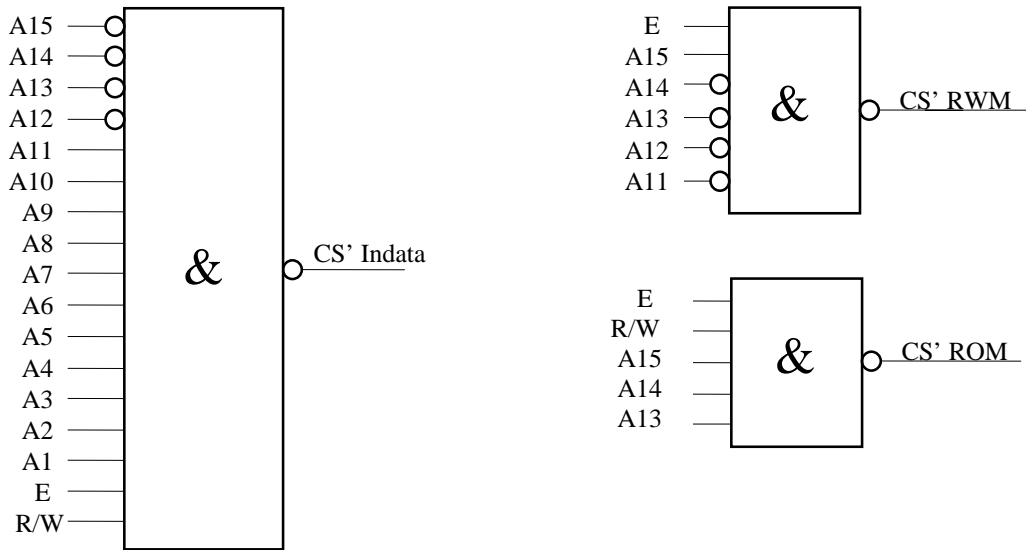 A15
A14
A13
A12
A11
A10
A9
A8
A7
A6
A5
A4
A3
A2
A1
E
R/W
&
CS’ Indata
E
A15
A14
A13
A12
A11
&
CS’ RWM
E
R/W
A15
A14
A13
&
CS’ ROM